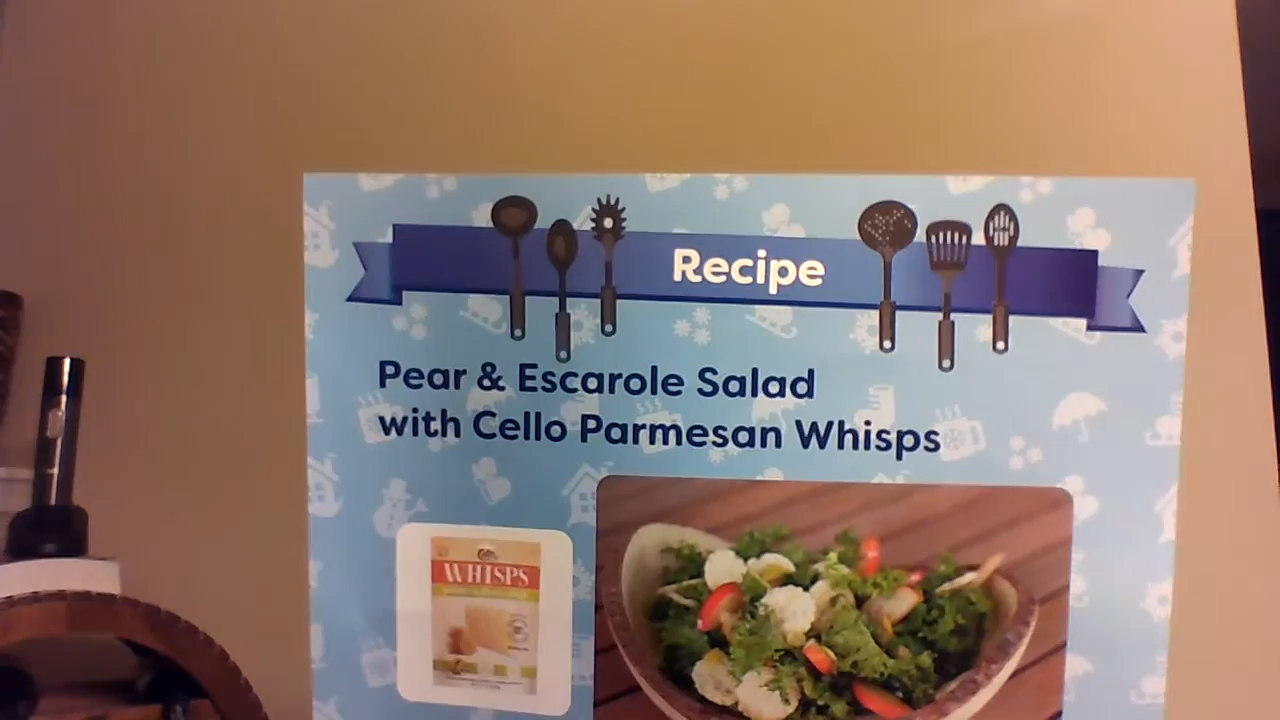 Recipe
Pear & Escarole Salad
with Cello Parmesan Whisps
WHISPS